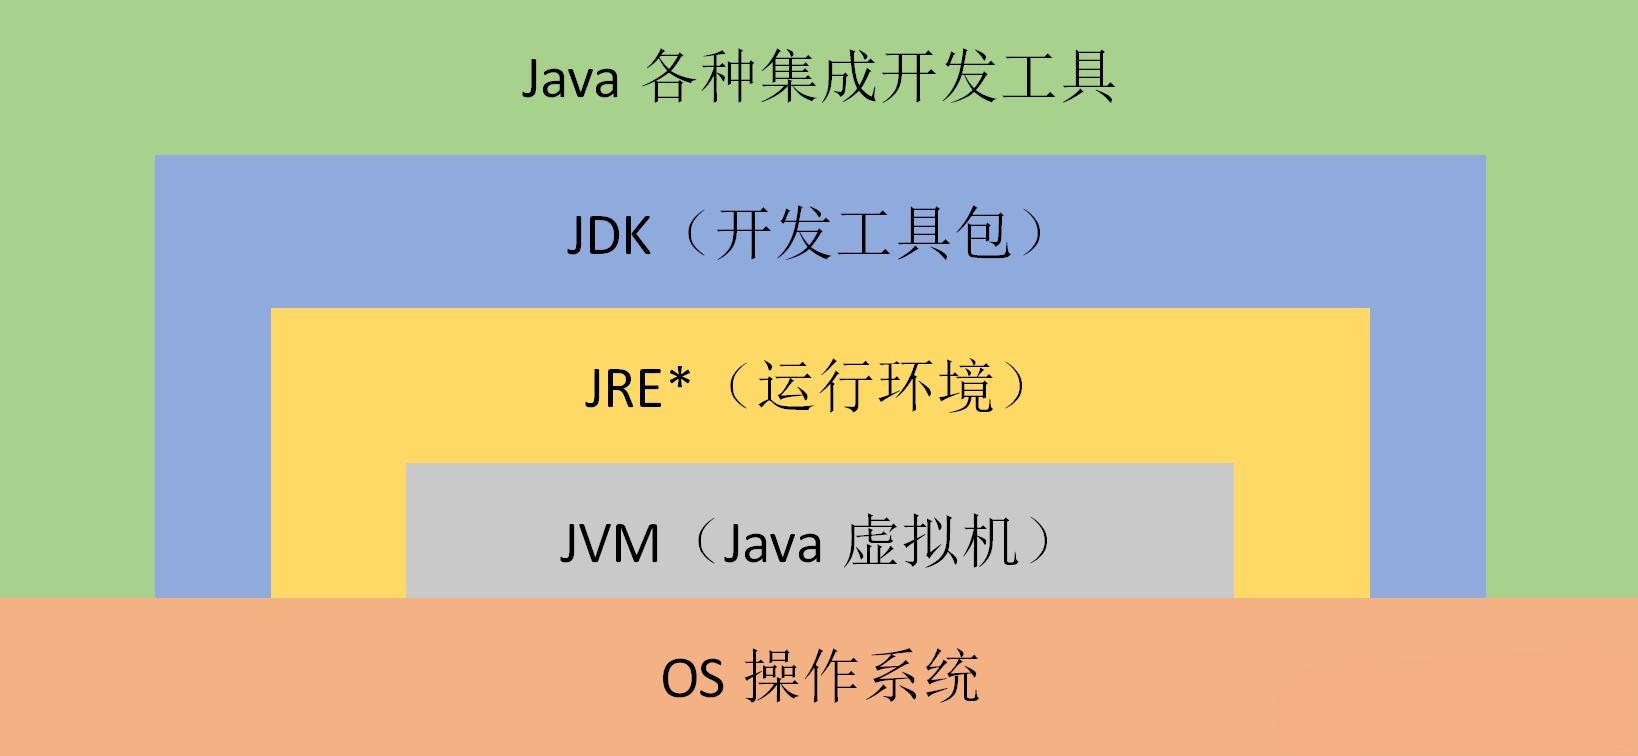 Java 各种集成开发工具
JDK（开发工具包）
JRE*（运行环境）
JVM（Java 虚拟机）
OS 操作系统